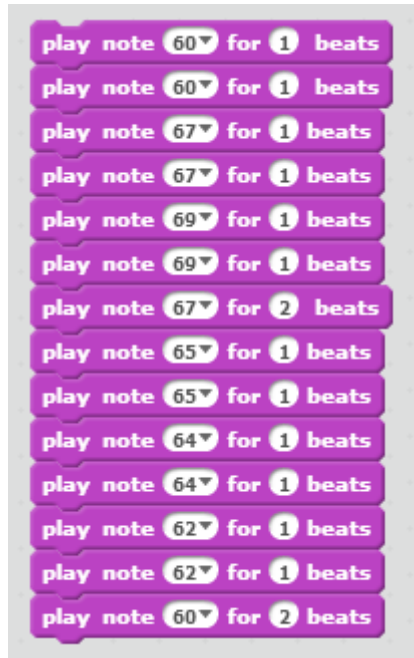 play note 60 for 1 beats
play note 60 for 1 beats
play note 67 for 1 beats
play note 67 for 1 beats
play note 69 for 1 beats
play note 69 for 1 beats
play note 67 for 2 beats
play note 65 for 1 beats
play note 65 for 1 beats
play note 64 for 1 beats
play note 64 for 1 beats
play note 62 for 1 beats
play note 62 for 1 beats
play note 60 for 2 beats